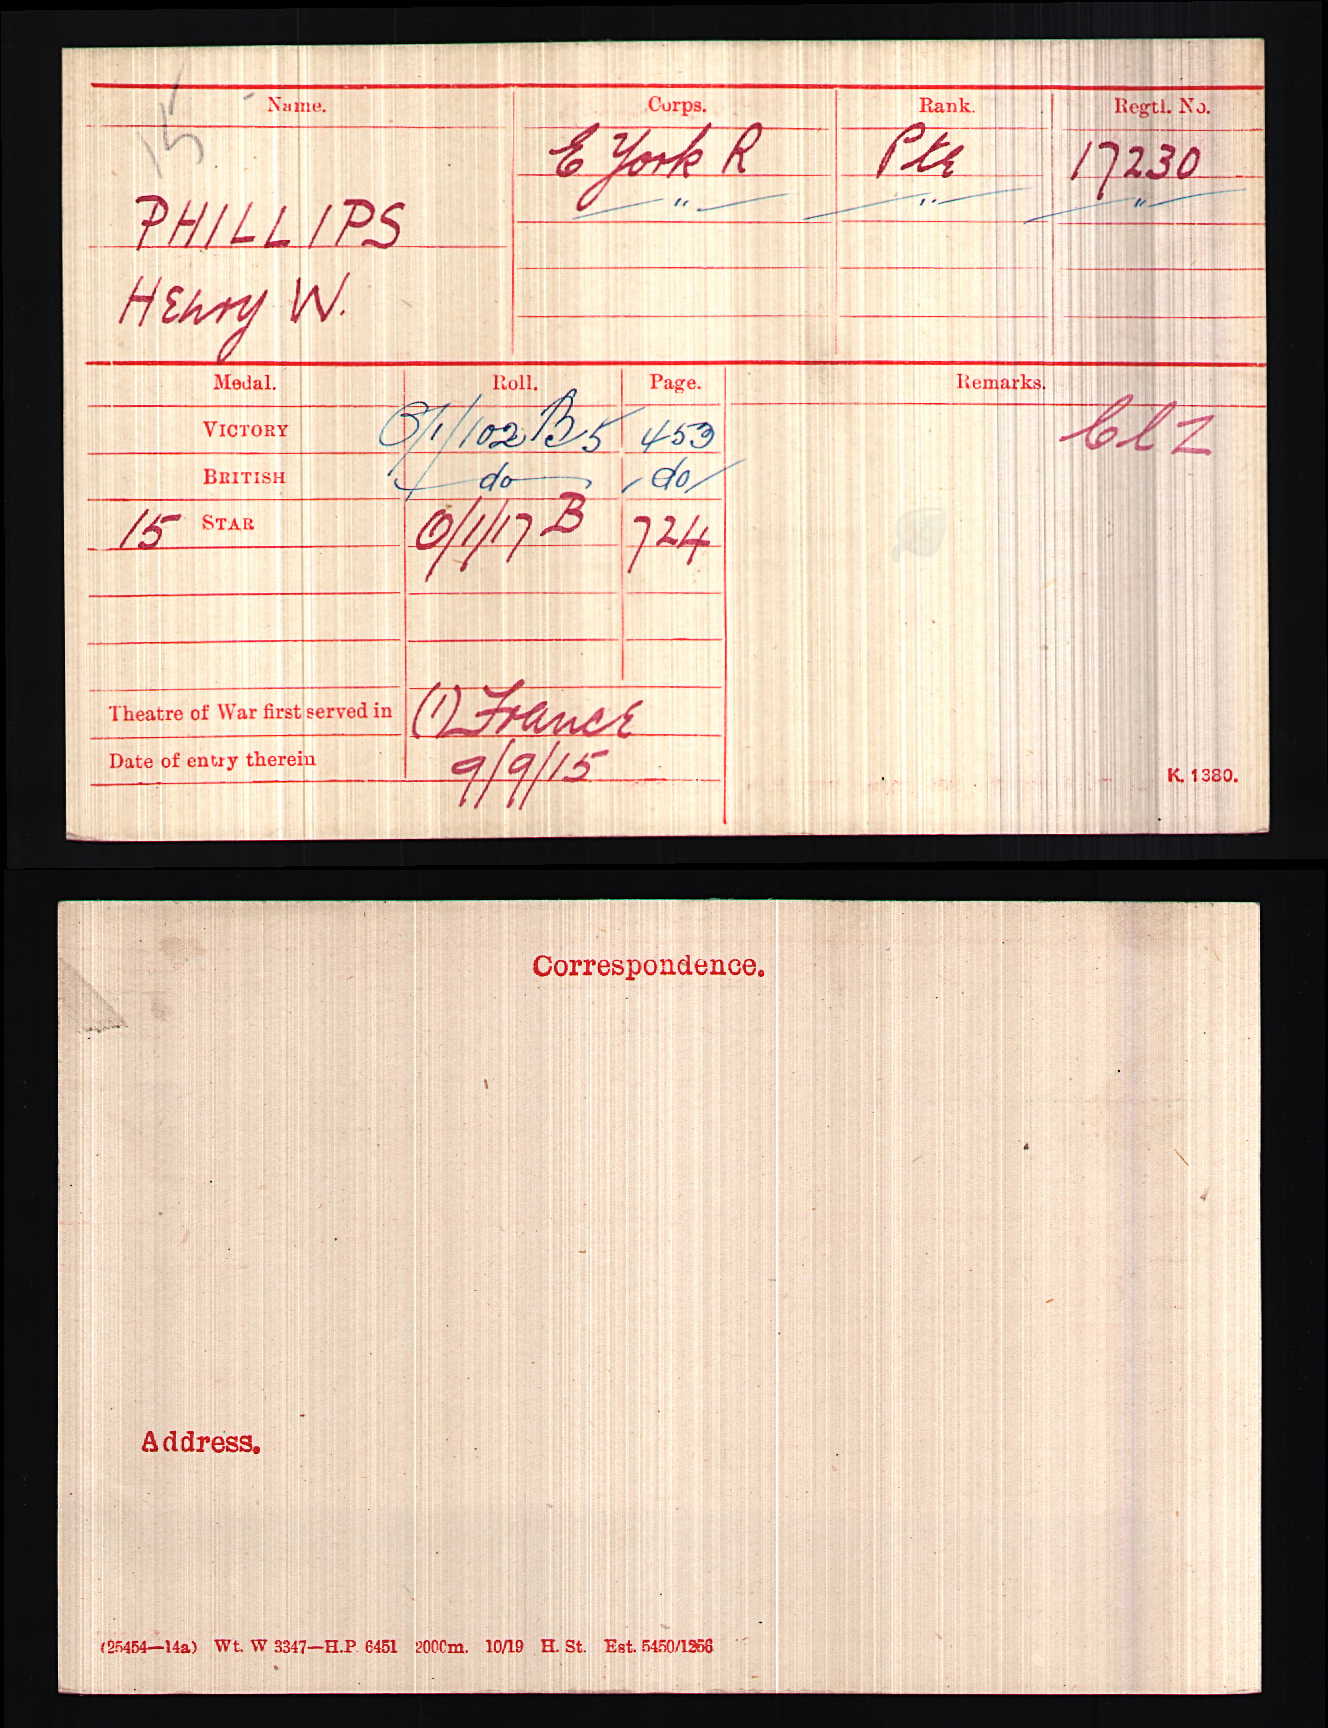 15
Name. Corps. Rank. Regtl. No.
E York R Pte 17230
" " "
PHILLIPS
Henry W.
Medal. Roll. Page. Remarks.
VICTORY O/1/102 B5 453 Cl Z
BRITISH do do
15 STAR O/1/17 B 724
Theatre of War first served in (1) France
Date of entry therein 9/9/15
K. 1380.
Correspondence.
Address.
(25454—14a) Wt. W 3347—H.P. 6451 2000m. 10/19 H. St. Est. 5450/1256